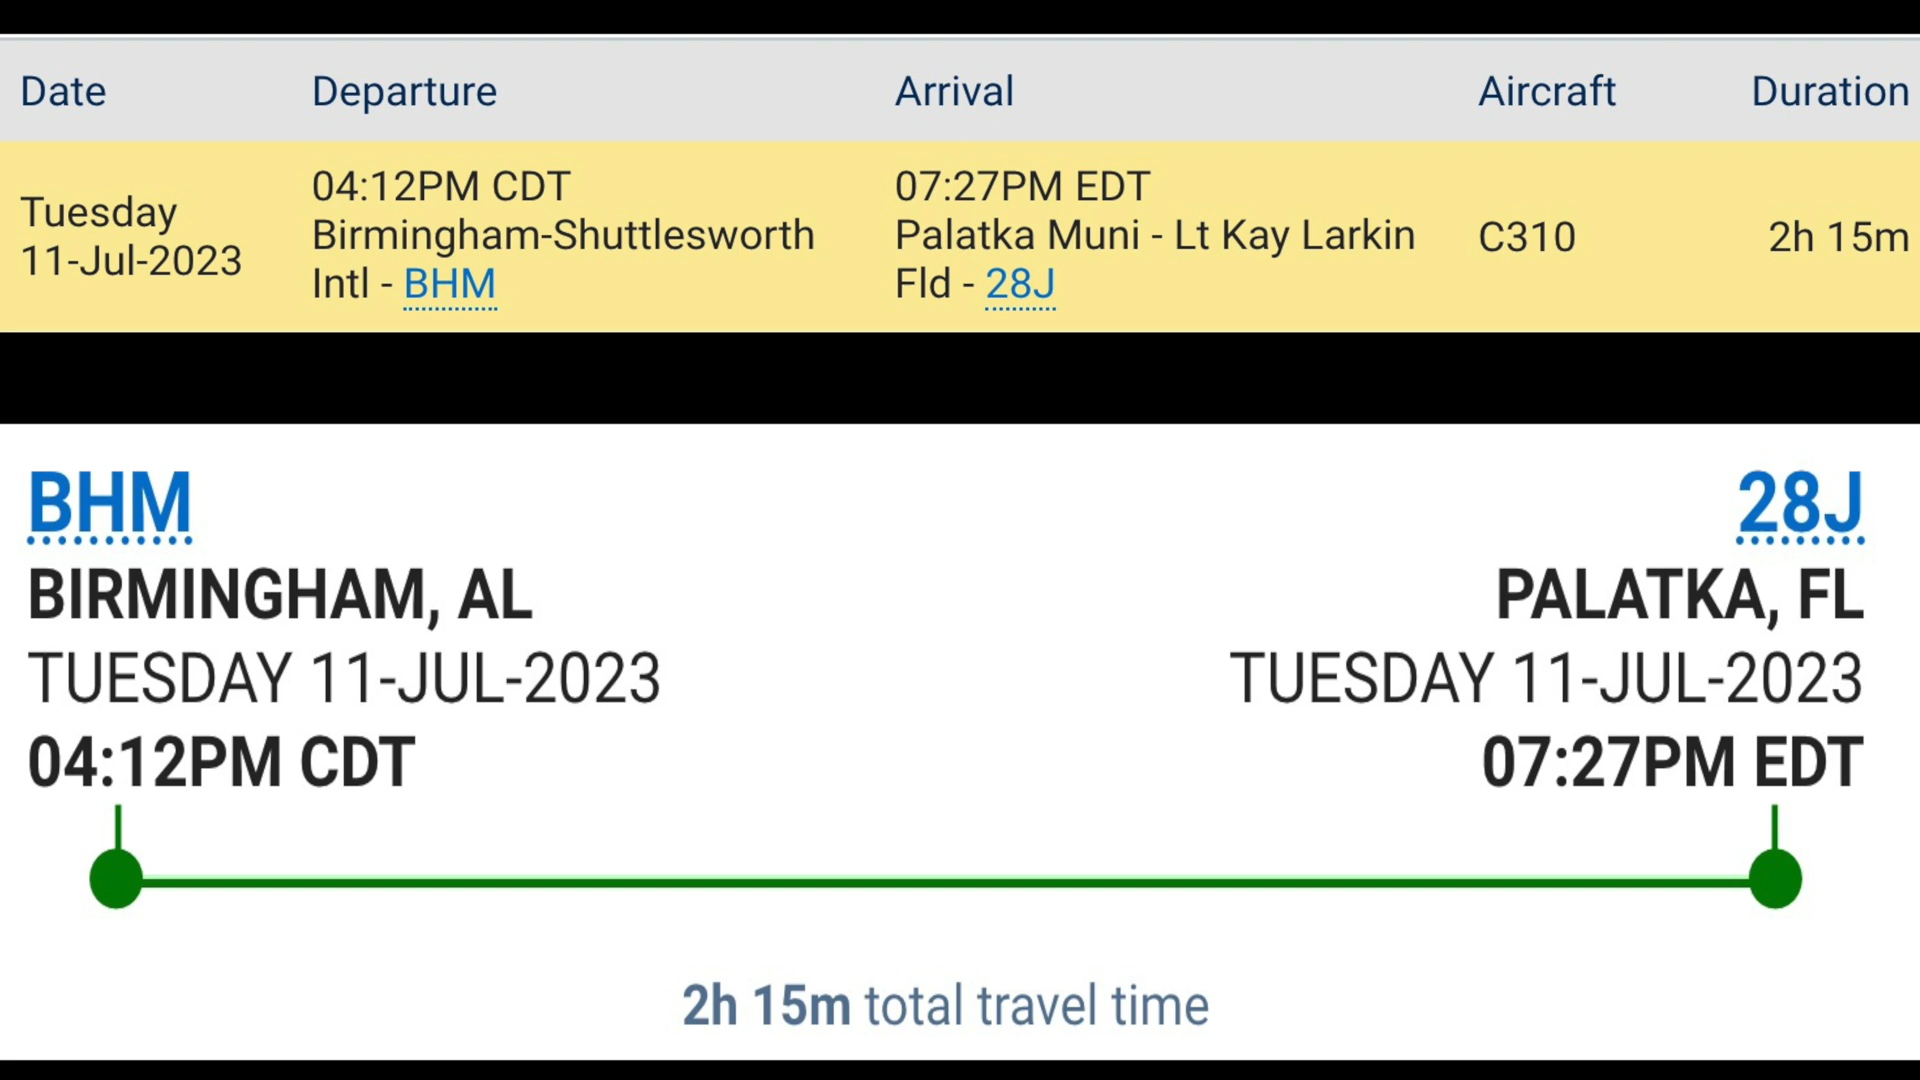 Date Departure Arrival Aircraft Duration
Tuesday
11-Jul-2023
04:12PM CDT
Birmingham-Shuttlesworth
Intl - BHM
07:27PM EDT
Palatka Muni - Lt Kay Larkin
Fld - 28J
C310
2h 15m
BHM
BIRMINGHAM, AL
TUESDAY 11-JUL-2023
04:12PM CDT
28J
PALATKA, FL
TUESDAY 11-JUL-2023
07:27PM EDT
2h 15m total travel time